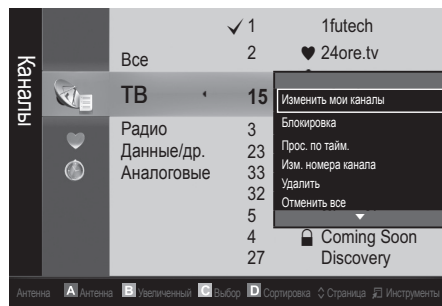 Каналы
1 1futech
Все 2 24ore.tv
ТВ 15
Радио 3
Данные/др. 23
Аналоговые 33
32
5
4 Coming Soon
27 Discovery
Изменить мои каналы
Блокировка
Прос. по тайм.
Изм. номера канала
Удалить
Отменить все
Антенна A Антенна B Увеличенный C Выбор D Сортировка Страница Инструменты